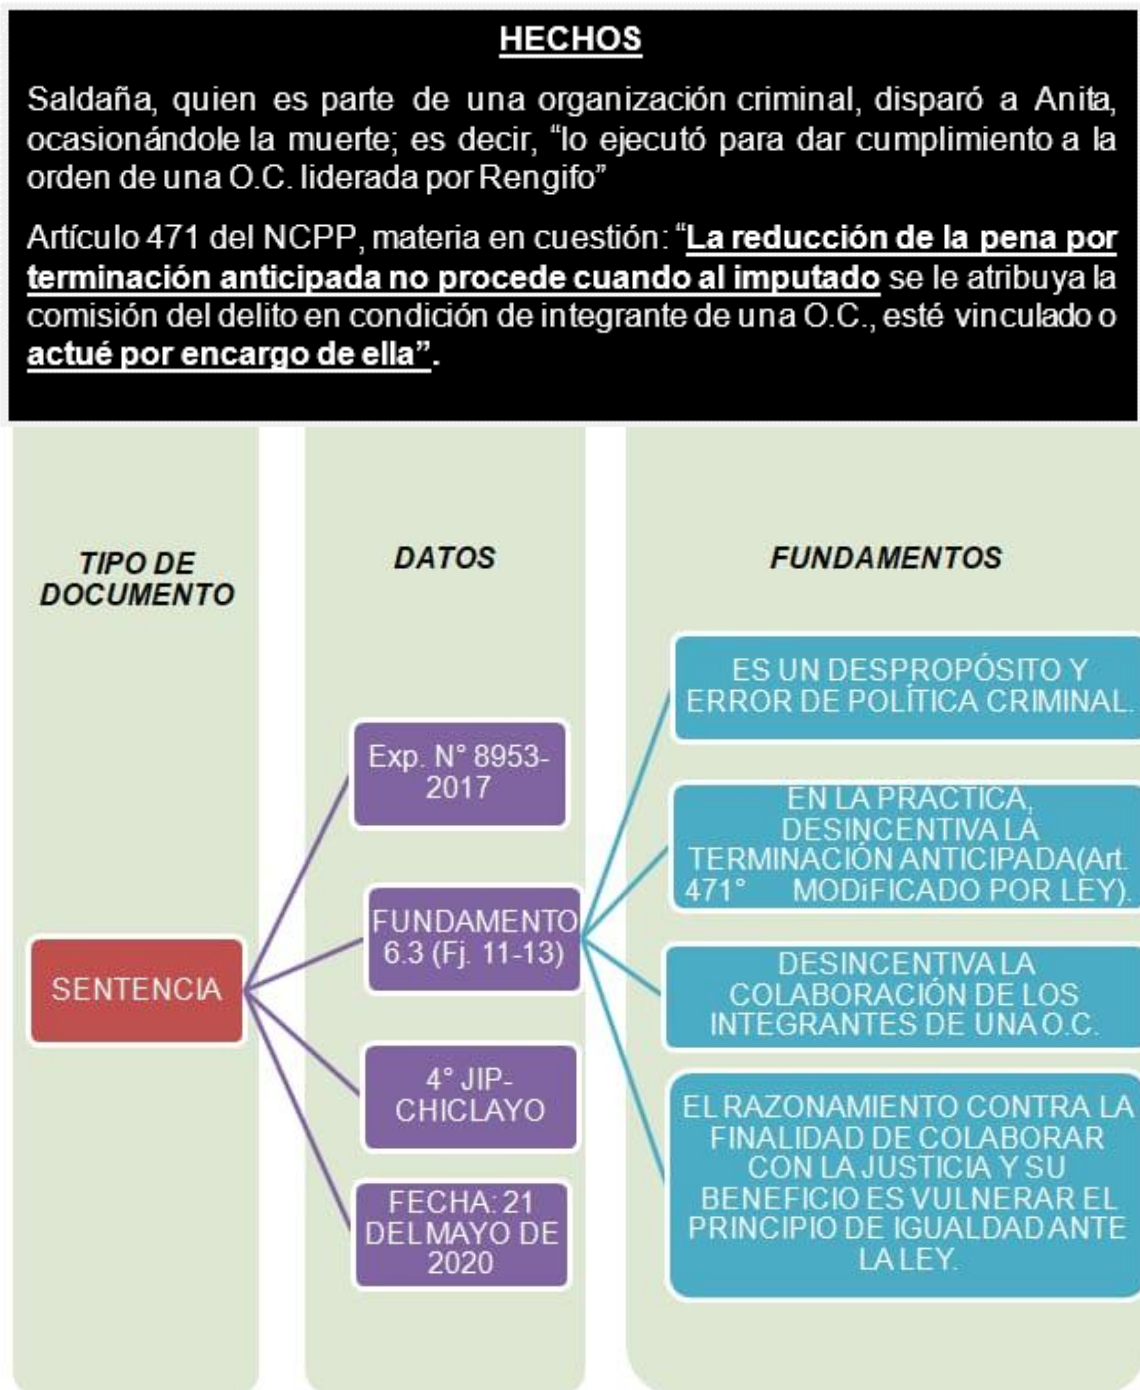 HECHOS
Saldaña, quien es parte de una organización criminal, disparó a Anita,
ocasionándole la muerte; es decir, “lo ejecutó para dar cumplimiento a la
orden de una O.C. liderada por Rengifo”
Artículo 471 del NCPP, materia en cuestión: “La reducción de la pena por
terminación anticipada no procede cuando al imputado se le atribuya la
comisión del delito en condición de integrante de una O.C., esté vinculado o
actué por encargo de ella”.
TIPO DE
DOCUMENTO
SENTENCIA
DATOS
Exp. N° 8953-
2017
FUNDAMENTO
6.3 (Fj. 11-13)
4° JIP-
CHICLAYO
FECHA: 21
DEL MAYO DE
2020
FUNDAMENTOS
ES UN DESPROPÓSITO Y
ERROR DE POLÍTICA CRIMINAL.
EN LA PRACTICA,
DESINCENTIVA LA
TERMINACIÓN ANTICIPADA(Art.
471° MODiFICADO POR LEY).
DESINCENTIVA LA
COLABORACIÓN DE LOS
INTEGRANTES DE UNA O.C.
EL RAZONAMIENTO CONTRA LA
FINALIDAD DE COLABORAR
CON LA JUSTICIA Y SU
BENEFICIO ES VULNERAR EL
PRINCIPIO DE IGUALDAD ANTE
LA LEY.